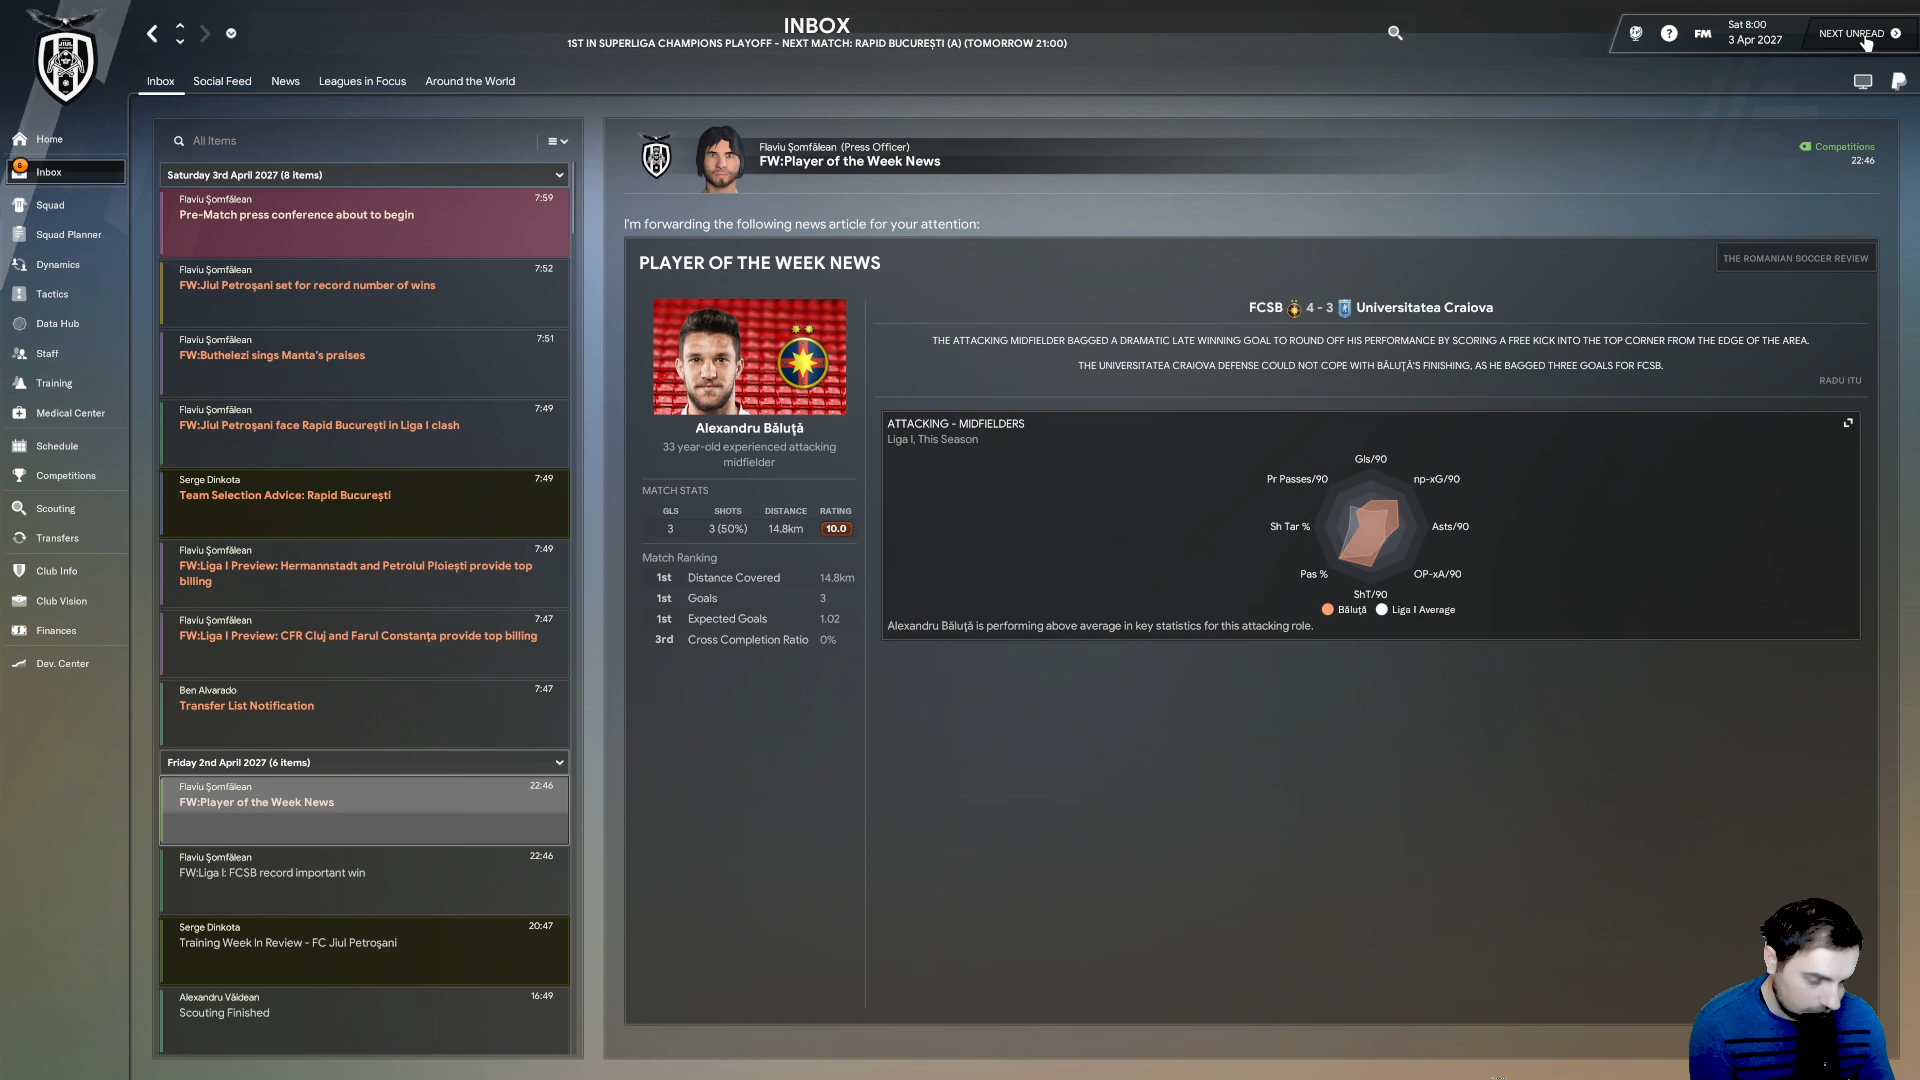 INBOX
1ST IN SUPERLIGA CHAMPIONS PLAYOFF - NEXT MATCH: RAPID BUCUREȘTI (A) (TOMORROW 21:00)
FM
Sat 8:00
3 Apr 2027
NEXT UNREAD
Inbox
Social Feed
News
Leagues in Focus
Around the World
JIUL
Home
8
Inbox
Squad
Squad Planner
Dynamics
Tactics
Data Hub
Staff
Training
Medical Center
Schedule
Competitions
Scouting
Transfers
Club Info
Club Vision
Finances
Dev. Center
All Items
Saturday 3rd April 2027 (8 items)
Flaviu Șomfălean 7:59
Pre-Match press conference about to begin
Flaviu Șomfălean 7:52
FW:Jiul Petroșani set for record number of wins
Flaviu Șomfălean 7:51
FW:Buthelezi sings Manta's praises
Flaviu Șomfălean 7:49
FW:Jiul Petroșani face Rapid București in Liga I clash
Serge Dinkota 7:49
Team Selection Advice: Rapid București
Flaviu Șomfălean 7:49
FW:Liga I Preview: Hermannstadt and Petrolul Ploiești provide top
billing
Flaviu Șomfălean 7:47
FW:Liga I Preview: CFR Cluj and Farul Constanța provide top billing
Ben Alvarado 7:47
Transfer List Notification
Friday 2nd April 2027 (6 items)
Flaviu Șomfălean 22:46
FW:Player of the Week News
Flaviu Șomfălean 22:46
FW:Liga I: FCSB record important win
Serge Dinkota 20:47
Training Week In Review - FC Jiul Petroșani
Alexandru Văidean 16:49
Scouting Finished
Flaviu Șomfălean (Press Officer)
FW:Player of the Week News
Competitions
22:46
I'm forwarding the following news article for your attention:
PLAYER OF THE WEEK NEWS
THE ROMANIAN SOCCER REVIEW
Alexandru Băluță
33 year-old experienced attacking
midfielder
MATCH STATS
GLS SHOTS DISTANCE RATING
3 3 (50%) 14.8km 10.0
Match Ranking
1st Distance Covered 14.8km
1st Goals 3
1st Expected Goals 1.02
3rd Cross Completion Ratio 0%
FCSB 4 - 3 Universitatea Craiova
THE ATTACKING MIDFIELDER BAGGED A DRAMATIC LATE WINNING GOAL TO ROUND OFF HIS PERFORMANCE BY SCORING A FREE KICK INTO THE TOP CORNER FROM THE EDGE OF THE AREA.
THE UNIVERSITATEA CRAIOVA DEFENSE COULD NOT COPE WITH BĂLUȚĂ'S FINISHING, AS HE BAGGED THREE GOALS FOR FCSB.
RADU ITU
ATTACKING - MIDFIELDERS
Liga I, This Season
Gls/90
Pr Passes/90 np-xG/90
Sh Tar % Asts/90
Pas % OP-xA/90
ShT/90
Băluță Liga I Average
Alexandru Băluță is performing above average in key statistics for this attacking role.